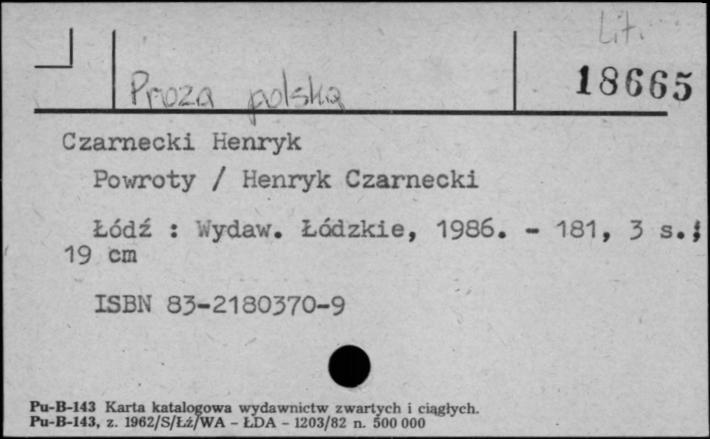 Lit.
18665
Proza polska
Czarnecki Henryk
Powroty / Henryk Czarnecki
Łódź : Wydaw. Łódzkie, 1986. - 181, 3 s.;
19 cm
ISBN 83-2180370-9
Pu-B-143 Karta katalogowa wydawnictw zwartych i ciągłych.
Pu-B-143, z. 1962/S/Łź/WA - ŁDA - 1203/82 n. 500 000